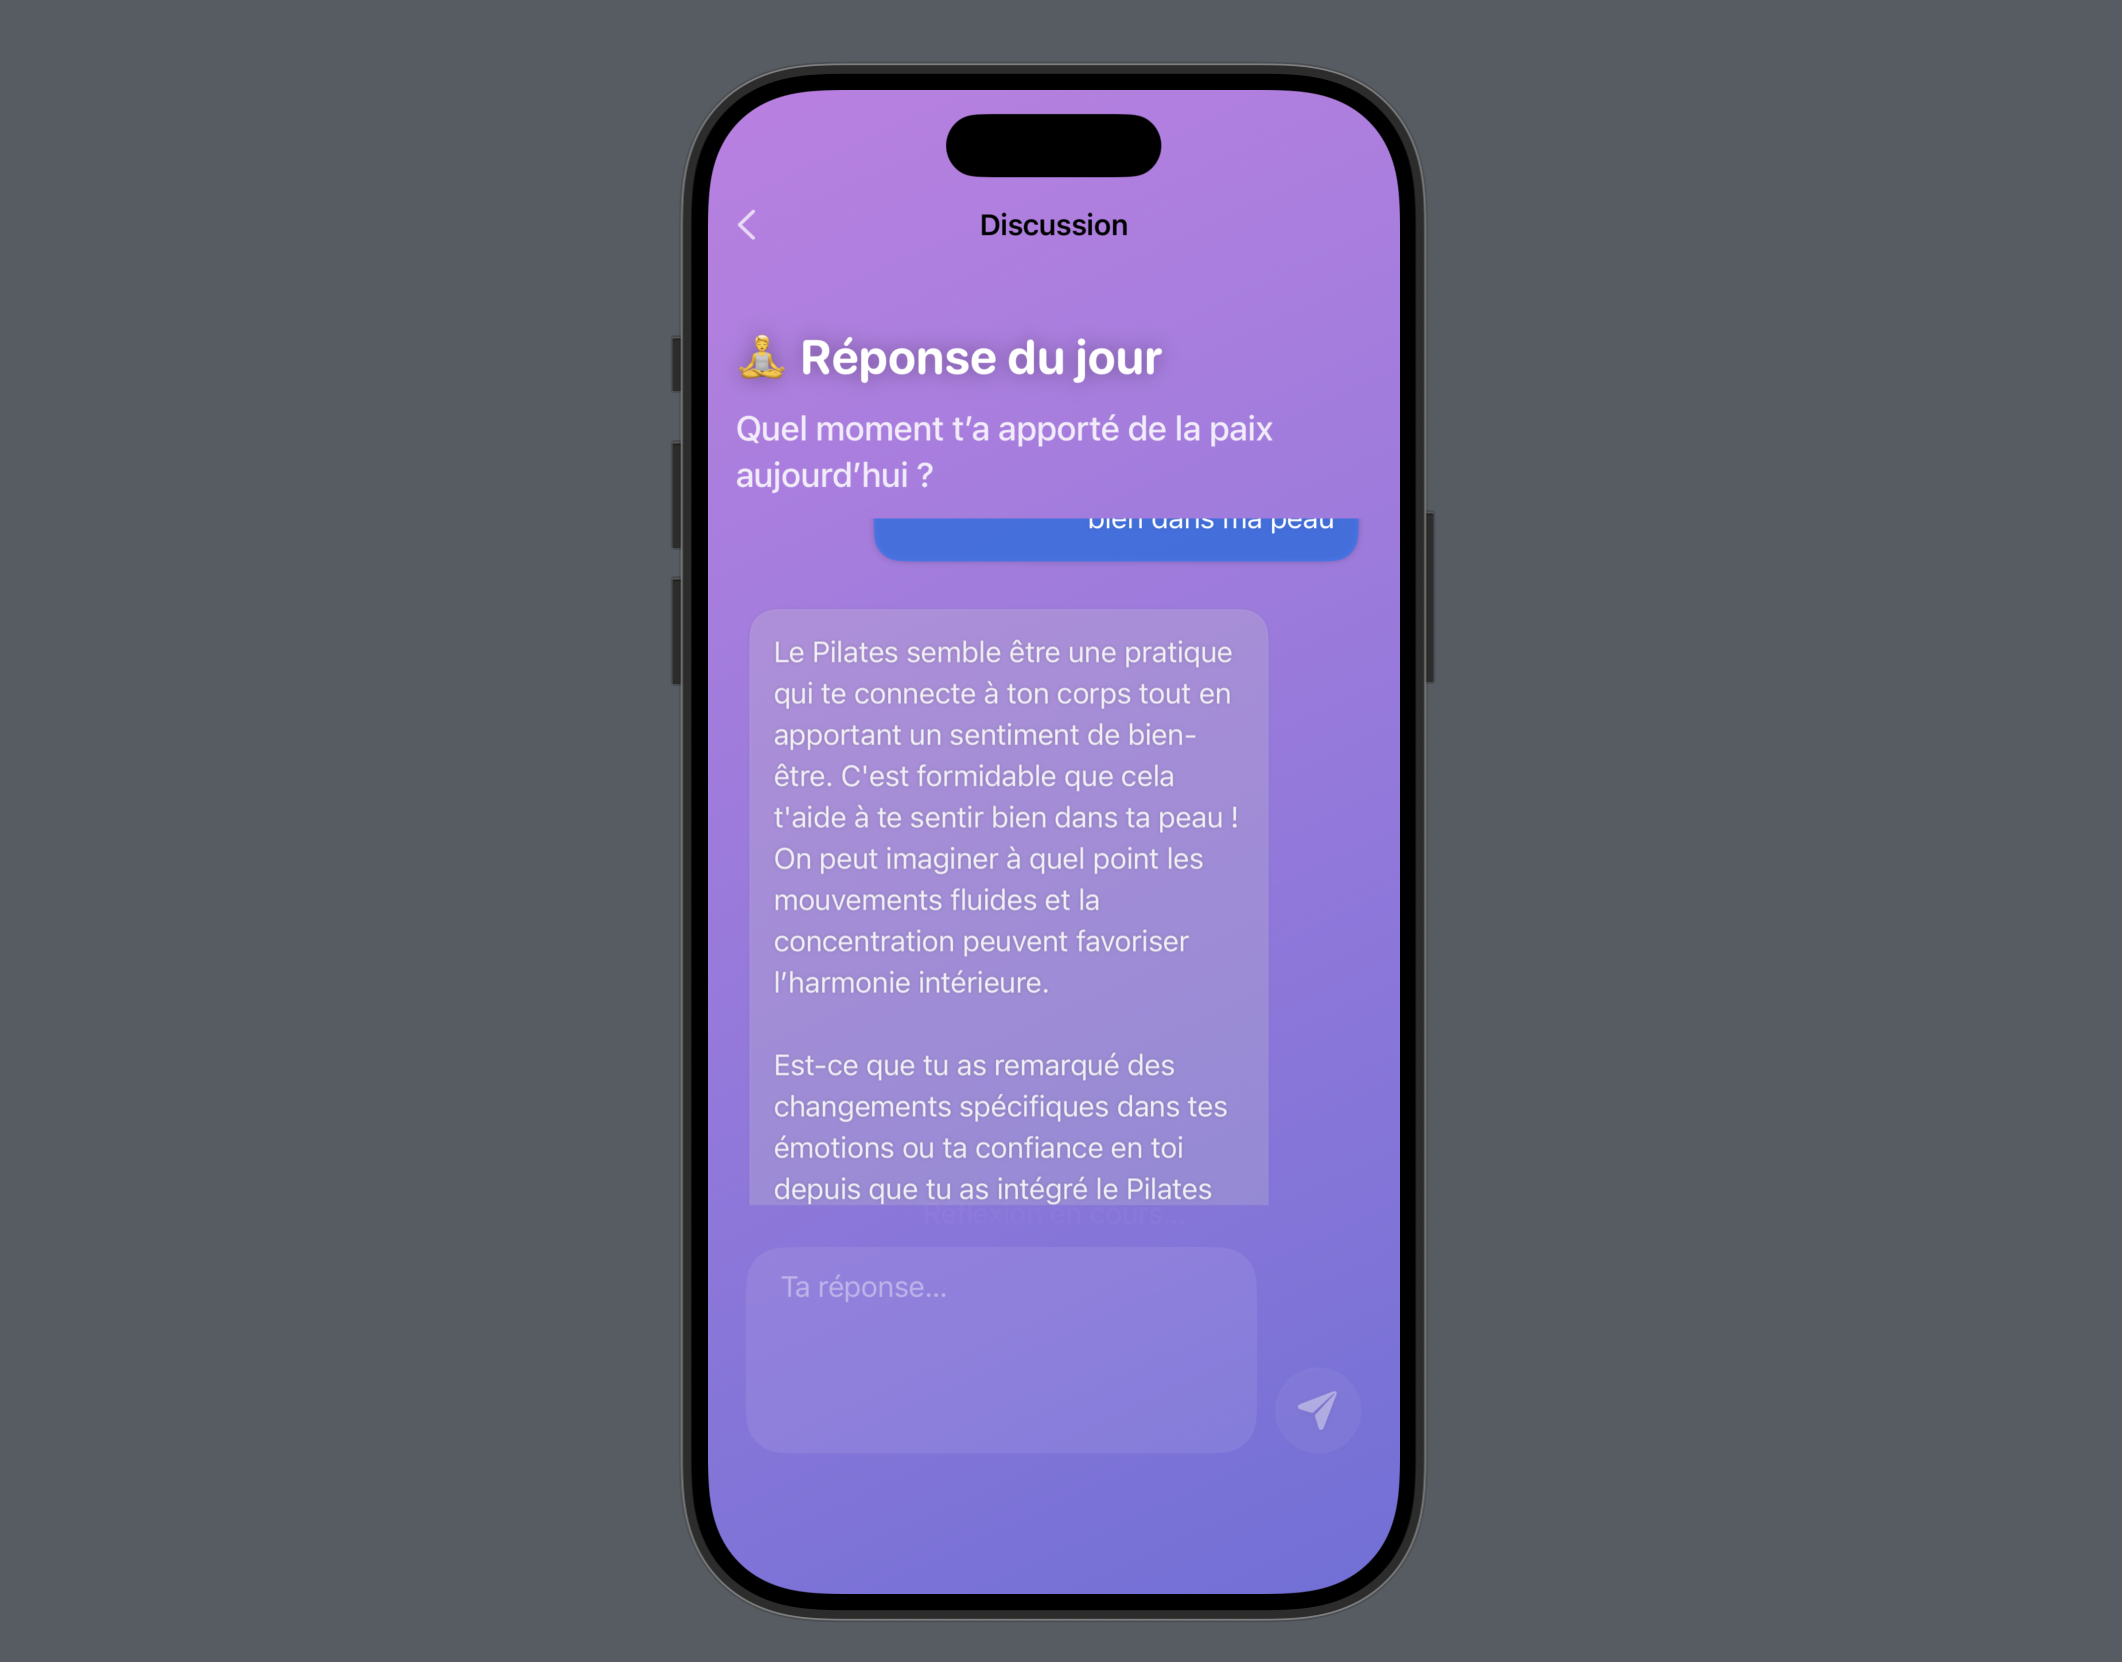 Discussion
Réponse du jour
Quel moment t’a apporté de la paix
aujourd’hui ?
bien dans ma peau
Le Pilates semble être une pratique
qui te connecte à ton corps tout en
apportant un sentiment de bien-
être. C'est formidable que cela
t'aide à te sentir bien dans ta peau !
On peut imaginer à quel point les
mouvements fluides et la
concentration peuvent favoriser
l’harmonie intérieure.
Est-ce que tu as remarqué des
changements spécifiques dans tes
émotions ou ta confiance en toi
depuis que tu as intégré le Pilates
Réflexion en cours...
Ta réponse...